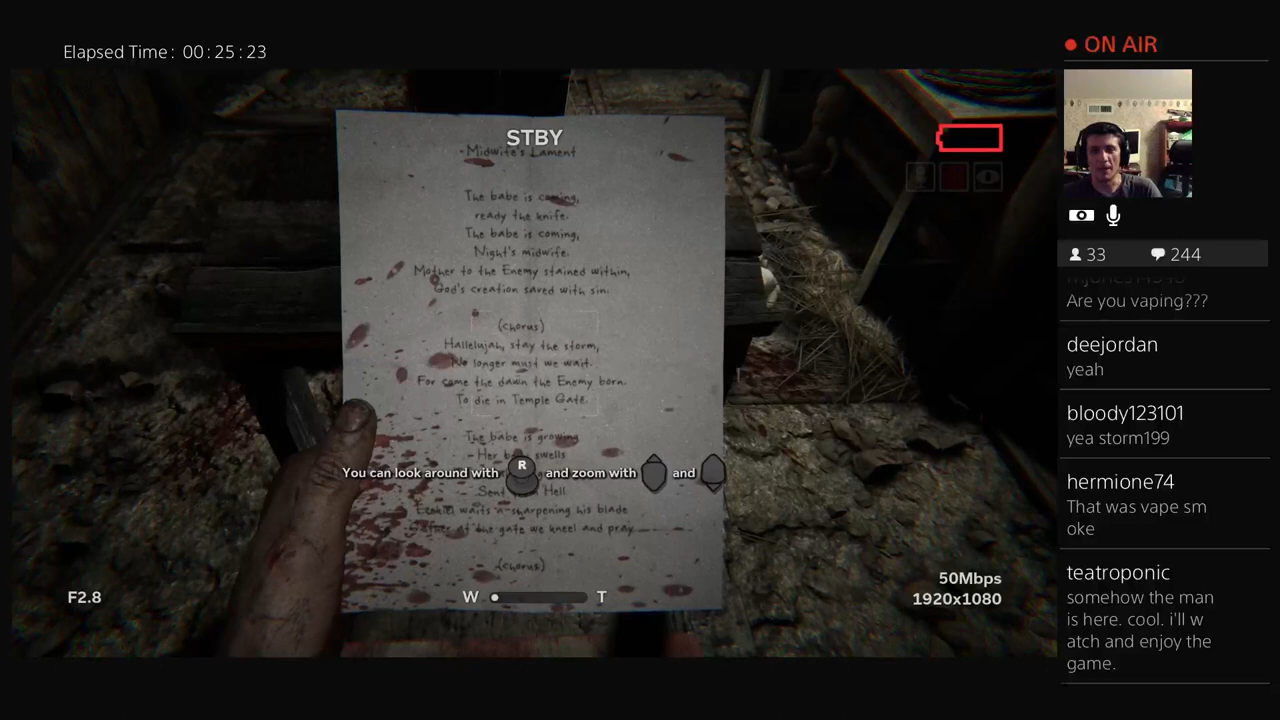 Elapsed Time: 00:25:23
ON AIR
STBY
- Midwife's Lament
The babe is coming,
ready the knife.
The babe is coming,
Night's midwife.
Mother to the Enemy stained within,
God's creation saved with sin.
(chorus)
Hallelujah, stay the storm,
No longer must we wait.
For come the dawn the Enemy born.
To die in Temple Gate.
The babe is growing
- Her swells
You can look around with R and zoom with and
Sent Hell
Ezekiel waits a-sharpening his blade
Father at the gate we kneel and pray
(chorus)
W T
F2.8
50Mbps
1920x1080
33 244
Are you vaping???
deejordan
yeah
bloody123101
yea storm199
hermione74
That was vape sm
oke
teatroponic
somehow the man
is here. cool. i'll w
atch and enjoy the
game.